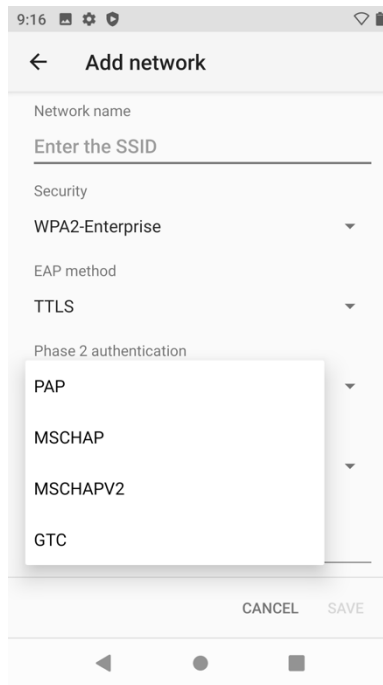 9:16
Add network
Network name
Enter the SSID
Security
WPA2-Enterprise
EAP method
TTLS
Phase 2 authentication
PAP
MSCHAP
MSCHAPV2
GTC
CANCEL SAVE